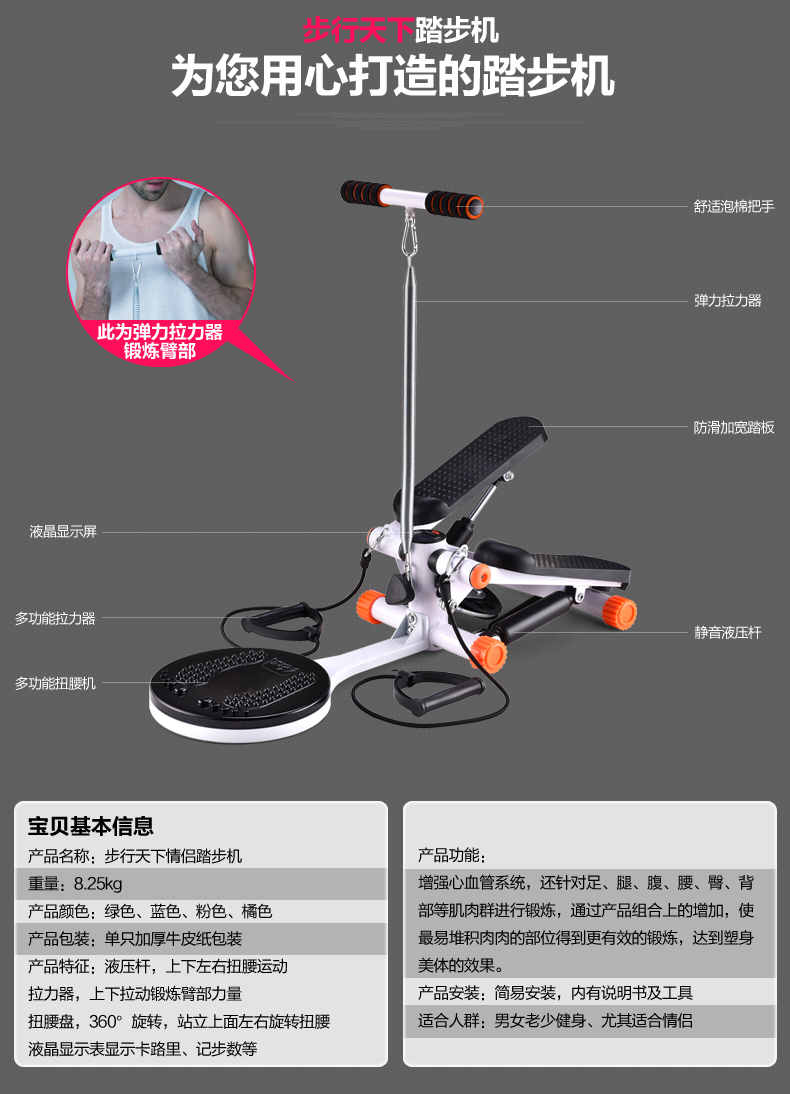 步行天下踏步机
为您用心打造的踏步机
舒适泡棉把手
弹力拉力器
此为弹力拉力器
锻炼臂部
防滑加宽踏板
液晶显示屏
多功能拉力器
静音液压杆
多功能扭腰机
宝贝基本信息
产品名称：步行天下情侣踏步机
重量：8.25kg
产品颜色：绿色、蓝色、粉色、橘色
产品包装：单只加厚牛皮纸包装
产品特征：液压杆，上下左右扭腰运动
拉力器，上下拉动锻炼臂部力量
扭腰盘，360°旋转，站立上面左右旋转扭腰
液晶显示表显示卡路里、记步数等
产品功能：
增强心血管系统，还针对足、腿、腹、腰、臀、背
部等肌肉群进行锻炼，通过产品组合上的增加，使
最易堆积肉肉的部位得到更有效的锻炼，达到塑身
美体的效果。
产品安装：简易安装，内有说明书及工具
适合人群：男女老少健身、尤其适合情侣